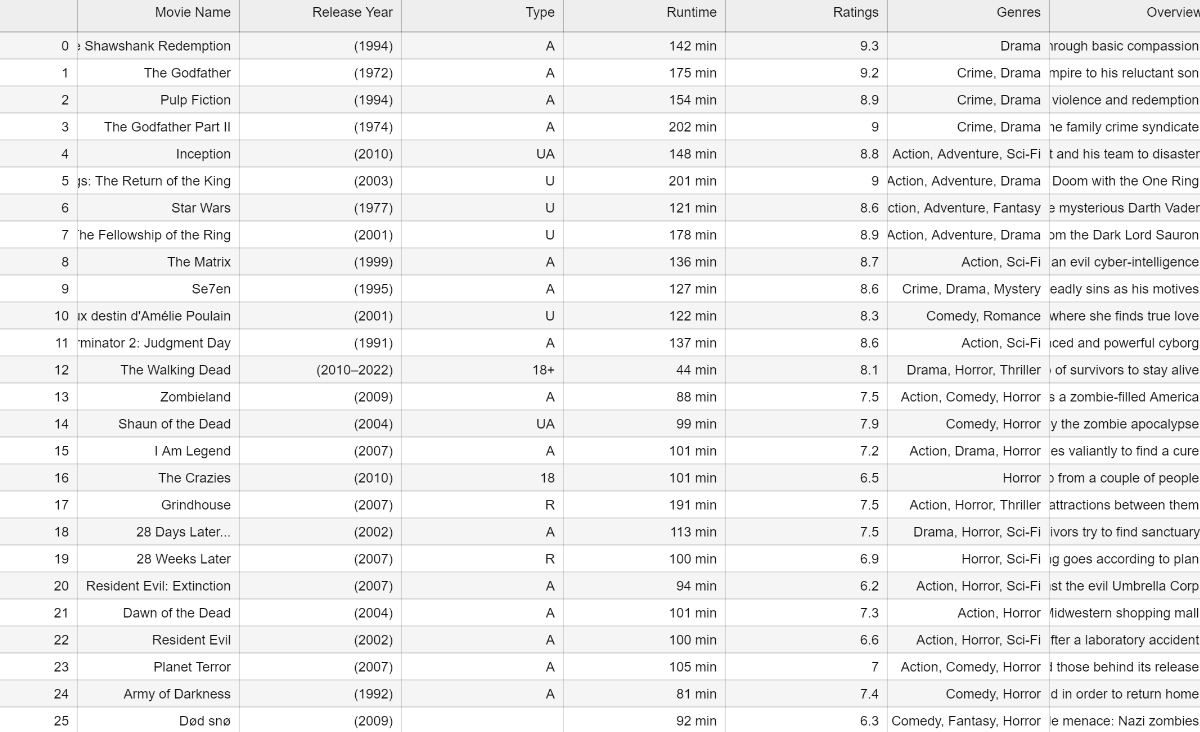 Movie Name Release Year Type Runtime Ratings Genres Overview
0 Shawshank Redemption (1994) A 142 min 9.3 Drama through basic compassion
1 The Godfather (1972) A 175 min 9.2 Crime, Drama empire to his reluctant son
2 Pulp Fiction (1994) A 154 min 8.9 Crime, Drama violence and redemption
3 The Godfather Part II (1974) A 202 min 9 Crime, Drama family crime syndicate
4 Inception (2010) UA 148 min 8.8 Action, Adventure, Sci-Fi and his team to disaster
5 The Return of the King (2003) U 201 min 9 Action, Adventure, Drama Doom with the One Ring
6 Star Wars (1977) U 121 min 8.6 Action, Adventure, Fantasy mysterious Darth Vader
7 The Fellowship of the Ring (2001) U 178 min 8.9 Action, Adventure, Drama from the Dark Lord Sauron
8 The Matrix (1999) A 136 min 8.7 Action, Sci-Fi an evil cyber-intelligence
9 Se7en (1995) A 127 min 8.6 Crime, Drama, Mystery deadly sins as his motives
10 destin d'Amélie Poulain (2001) U 122 min 8.3 Comedy, Romance where she finds true love
11 2: Judgment Day (1991) A 137 min 8.6 Action, Sci-Fi and powerful cyborg
12 The Walking Dead (2010–2022) 18+ 44 min 8.1 Drama, Horror, Thriller of survivors to stay alive
13 Zombieland (2009) A 88 min 7.5 Action, Comedy, Horror a zombie-filled America
14 Shaun of the Dead (2004) UA 99 min 7.9 Comedy, Horror the zombie apocalypse
15 I Am Legend (2007) A 101 min 7.2 Action, Drama, Horror valiantly to find a cure
16 The Crazies (2010) 18 101 min 6.5 Horror from a couple of people
17 Grindhouse (2007) R 191 min 7.5 Action, Horror, Thriller attractions between them
18 28 Days Later... (2002) A 113 min 7.5 Drama, Horror, Sci-Fi try to find sanctuary
19 28 Weeks Later (2007) R 100 min 6.9 Horror, Sci-Fi goes according to plan
20 Resident Evil: Extinction (2007) A 94 min 6.2 Action, Horror, Sci-Fi the evil Umbrella Corp
21 Dawn of the Dead (2004) A 101 min 7.3 Action, Horror Midwestern shopping mall
22 Resident Evil (2002) A 100 min 6.6 Action, Horror, Sci-Fi after a laboratory accident
23 Planet Terror (2007) A 105 min 7 Action, Comedy, Horror those behind its release
24 Army of Darkness (1992) A 81 min 7.4 Comedy, Horror in order to return home
25 Død snø (2009) 92 min 6.3 Comedy, Fantasy, Horror menace: Nazi zombies